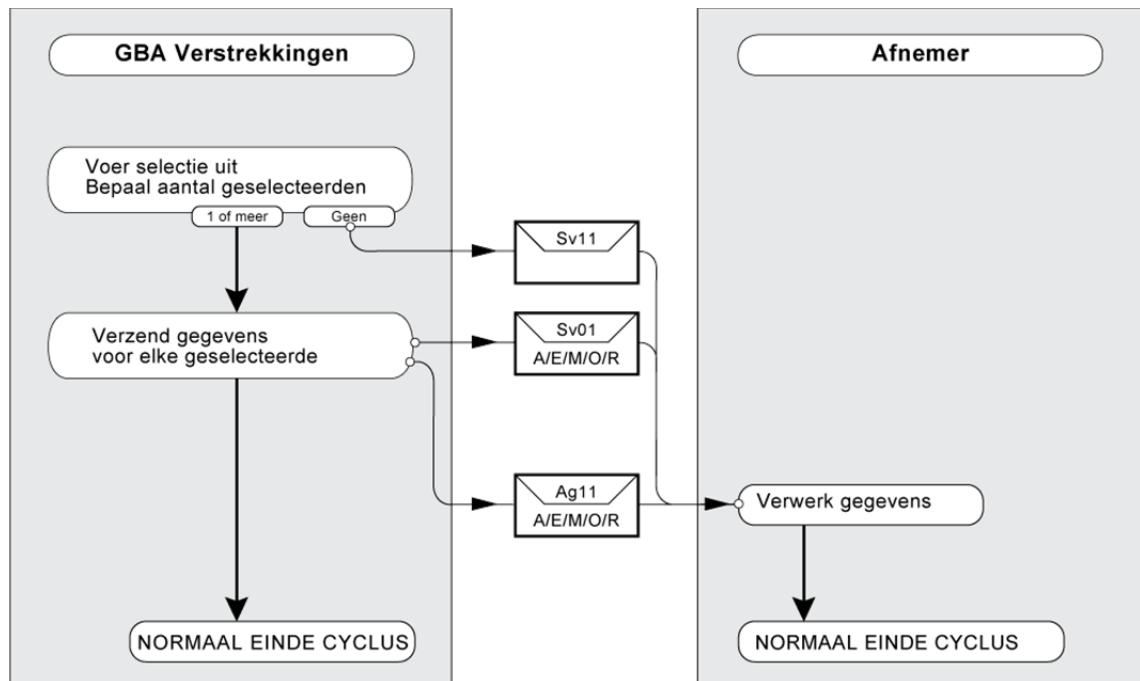 GBA Verstrekkingen
Afnemer
Voer selectie uit
Bepaal aantal geselecteerden
1 of meer
Geen
Sv11
Verzend gegevens
voor elke geselecteerde
Sv01
A/E/M/O/R
Ag11
A/E/M/O/R
Verwerk gegevens
NORMAAL EINDE CYCLUS
NORMAAL EINDE CYCLUS